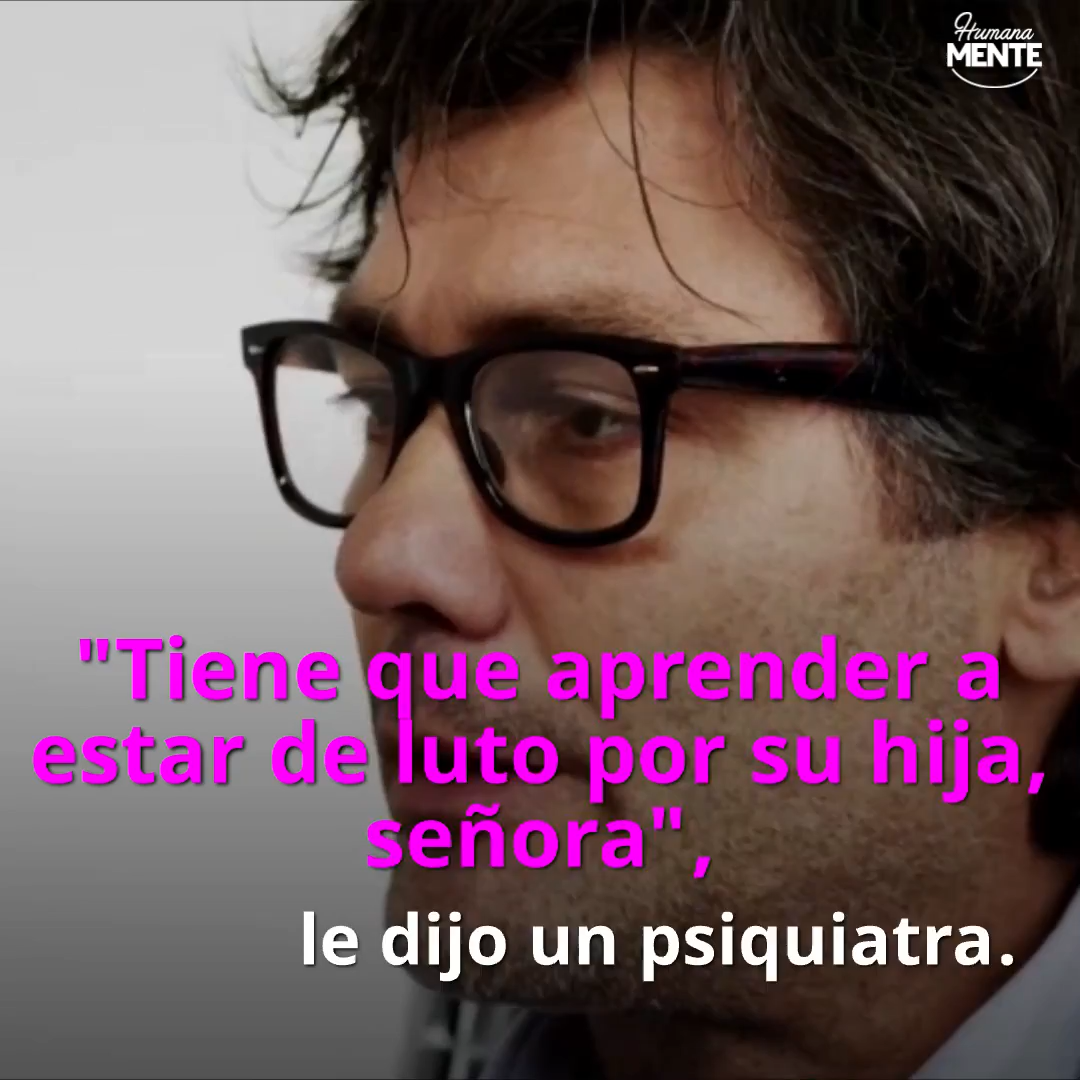 Humana
MENTE
"Tiene que aprender a
estar de luto por su hija,
señora",
le dijo un psiquiatra.